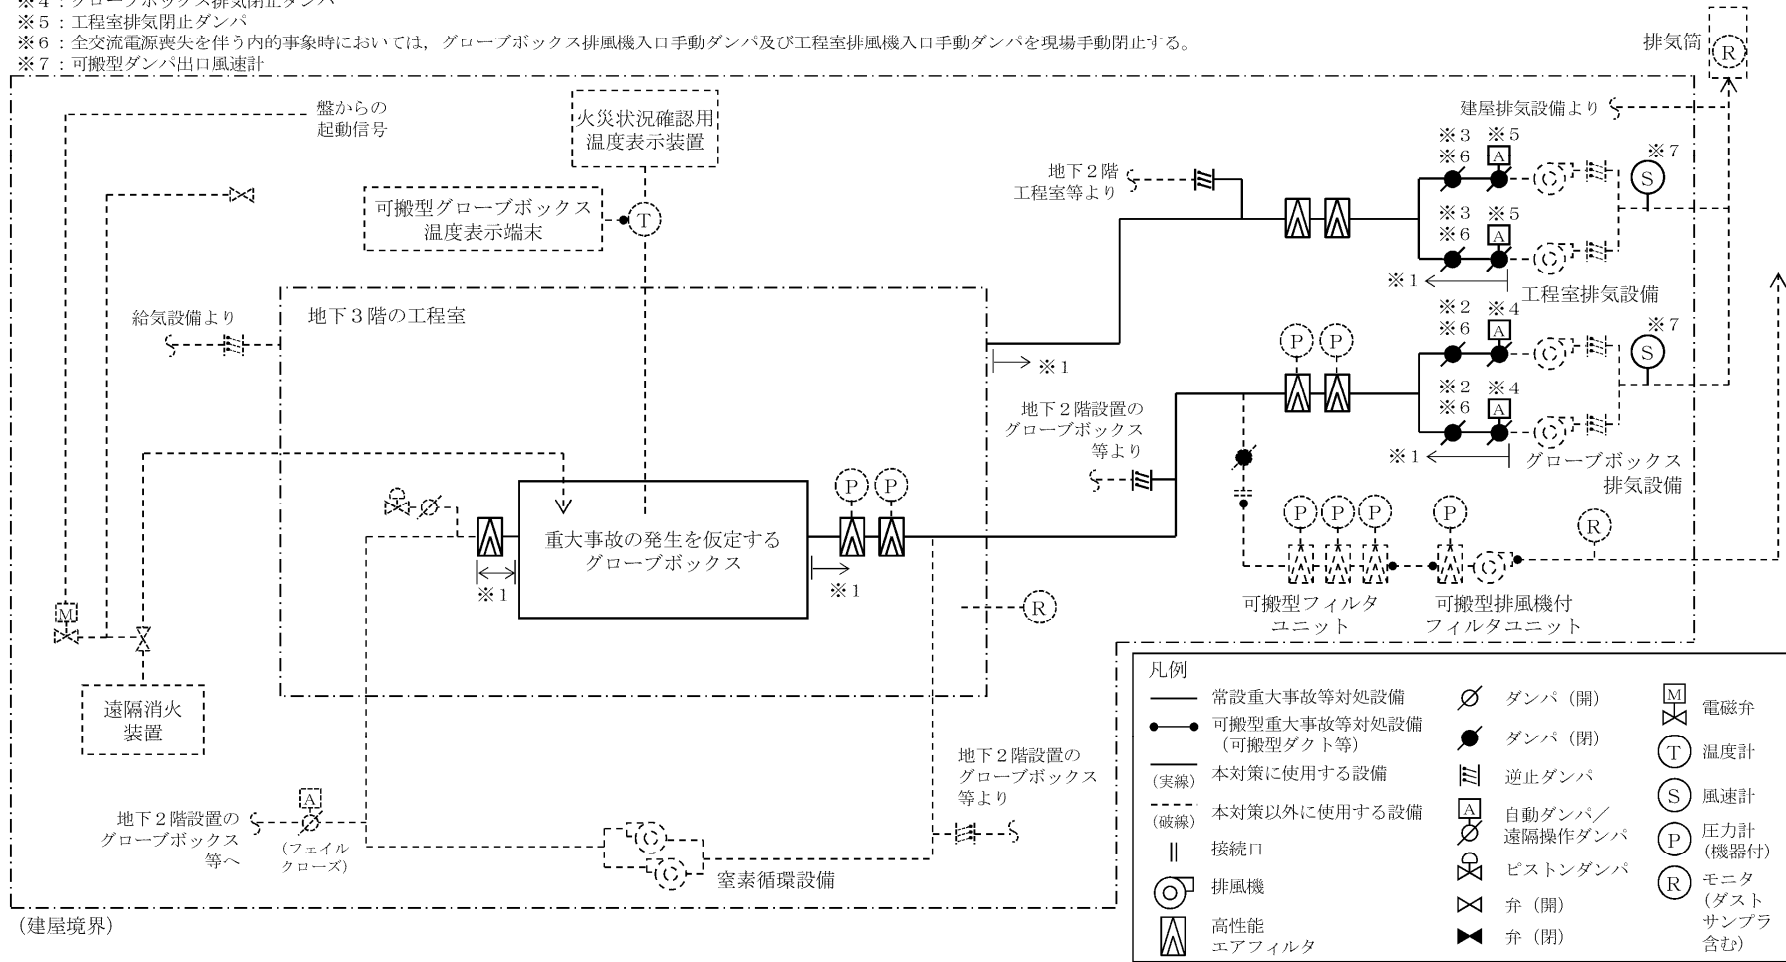 ※4：グローブボックス排気閉止ダンパ
※5：工程室排気閉止ダンパ
※6：全交流電源喪失を伴う内的事象時においては，グローブボックス排風機入口手動ダンパ及び工程室排風機入口手動ダンパを現場手動閉止する。
※7：可搬型ダンパ出口風速計
排気筒
R
盤からの
起動信号
火災状況確認用
温度表示装置
建屋排気設備より
可搬型グローブボックス
温度表示端末
T
地下2階
工程室等より
※3
※6
※5
A
※7
S
※3
※6
※5
A
※1
工程室排気設備
給気設備より
地下3階の工程室
※1
P
P
※2
※6
※4
A
※7
S
※2
※6
※4
A
※1
グローブボックス
排気設備
地下2階設置の
グローブボックス
等より
重大事故の発生を仮定する
グローブボックス
※1
P
P
※1
P
P
P
P
R
可搬型フィルタ
ユニット
可搬型排風機付
フィルタユニット
R
M
遠隔消火
装置
地下2階設置の
グローブボックス
等へ
A
(フェイル
クローズ)
窒素循環設備
地下2階設置の
グローブボックス
等より
(建屋境界)
凡例
常設重大事故等対処設備
可搬型重大事故等対処設備
（可搬型ダクト等）
(実線)
本対策に使用する設備
(破線)
本対策以外に使用する設備
接続口
排風機
高性能
エアフィルタ
ダンパ（開）
ダンパ（閉）
逆止ダンパ
A
自動ダンパ／
遠隔操作ダンパ
ピストンダンパ
弁（開）
弁（閉）
M
電磁弁
T
温度計
S
風速計
P
圧力計
（機器付）
R
モニタ
（ダスト
サンプラ
含む）